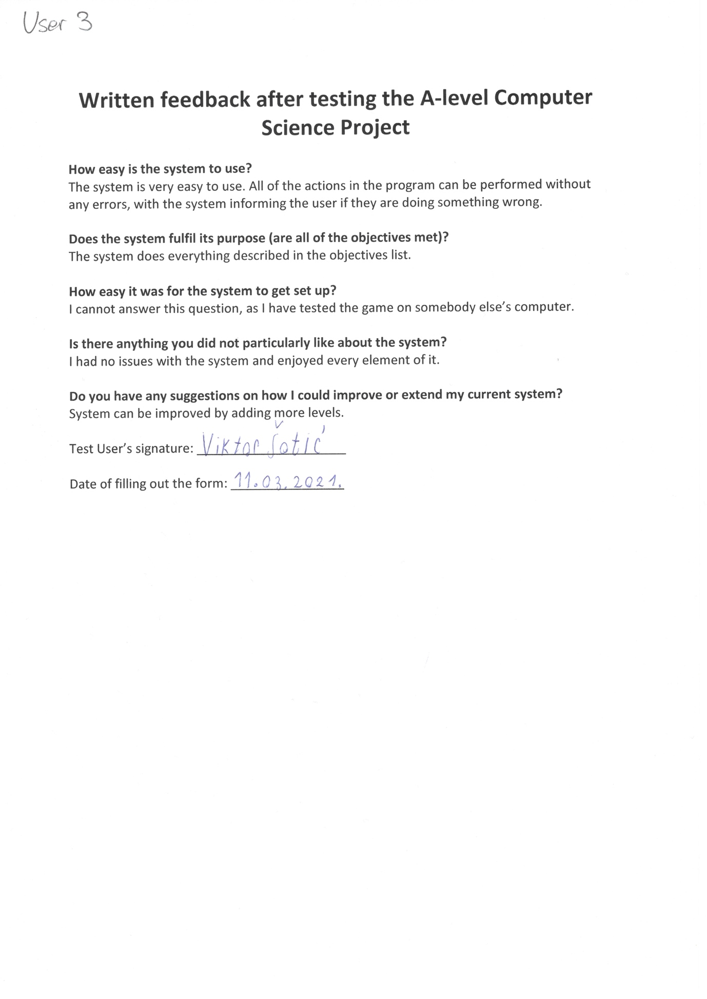 User 3
Written feedback after testing the A-level Computer
Science Project
How easy is the system to use?
The system is very easy to use. All of the actions in the program can be performed without
any errors, with the system informing the user if they are doing something wrong.
Does the system fulfil its purpose (are all of the objectives met)?
The system does everything described in the objectives list.
How easy it was for the system to get set up?
I cannot answer this question, as I have tested the game on somebody else’s computer.
Is there anything you did not particularly like about the system?
I had no issues with the system and enjoyed every element of it.
Do you have any suggestions on how I could improve or extend my current system?
System can be improved by adding more levels.
Test User’s signature: Viktor Šotić
Date of filling out the form: 11.03.2021.